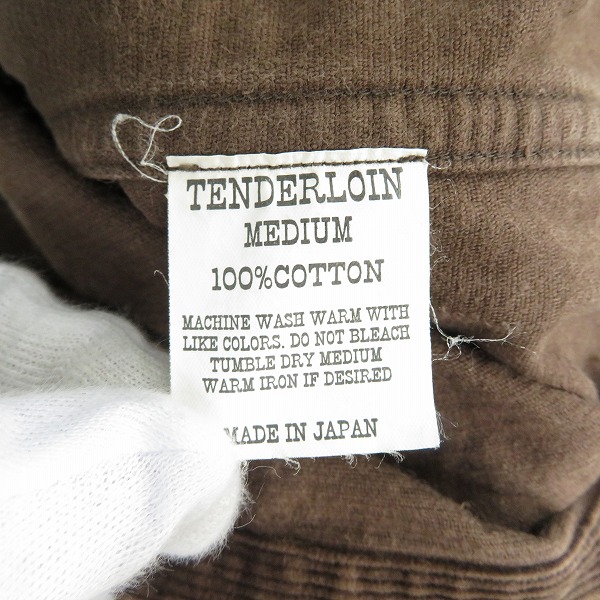 TENDERLOIN
MEDIUM
100%COTTON
MACHINE WASH WARM WITH
LIKE COLORS. DO NOT BLEACH
TUMBLE DRY MEDIUM
WARM IRON IF DESIRED
MADE IN JAPAN